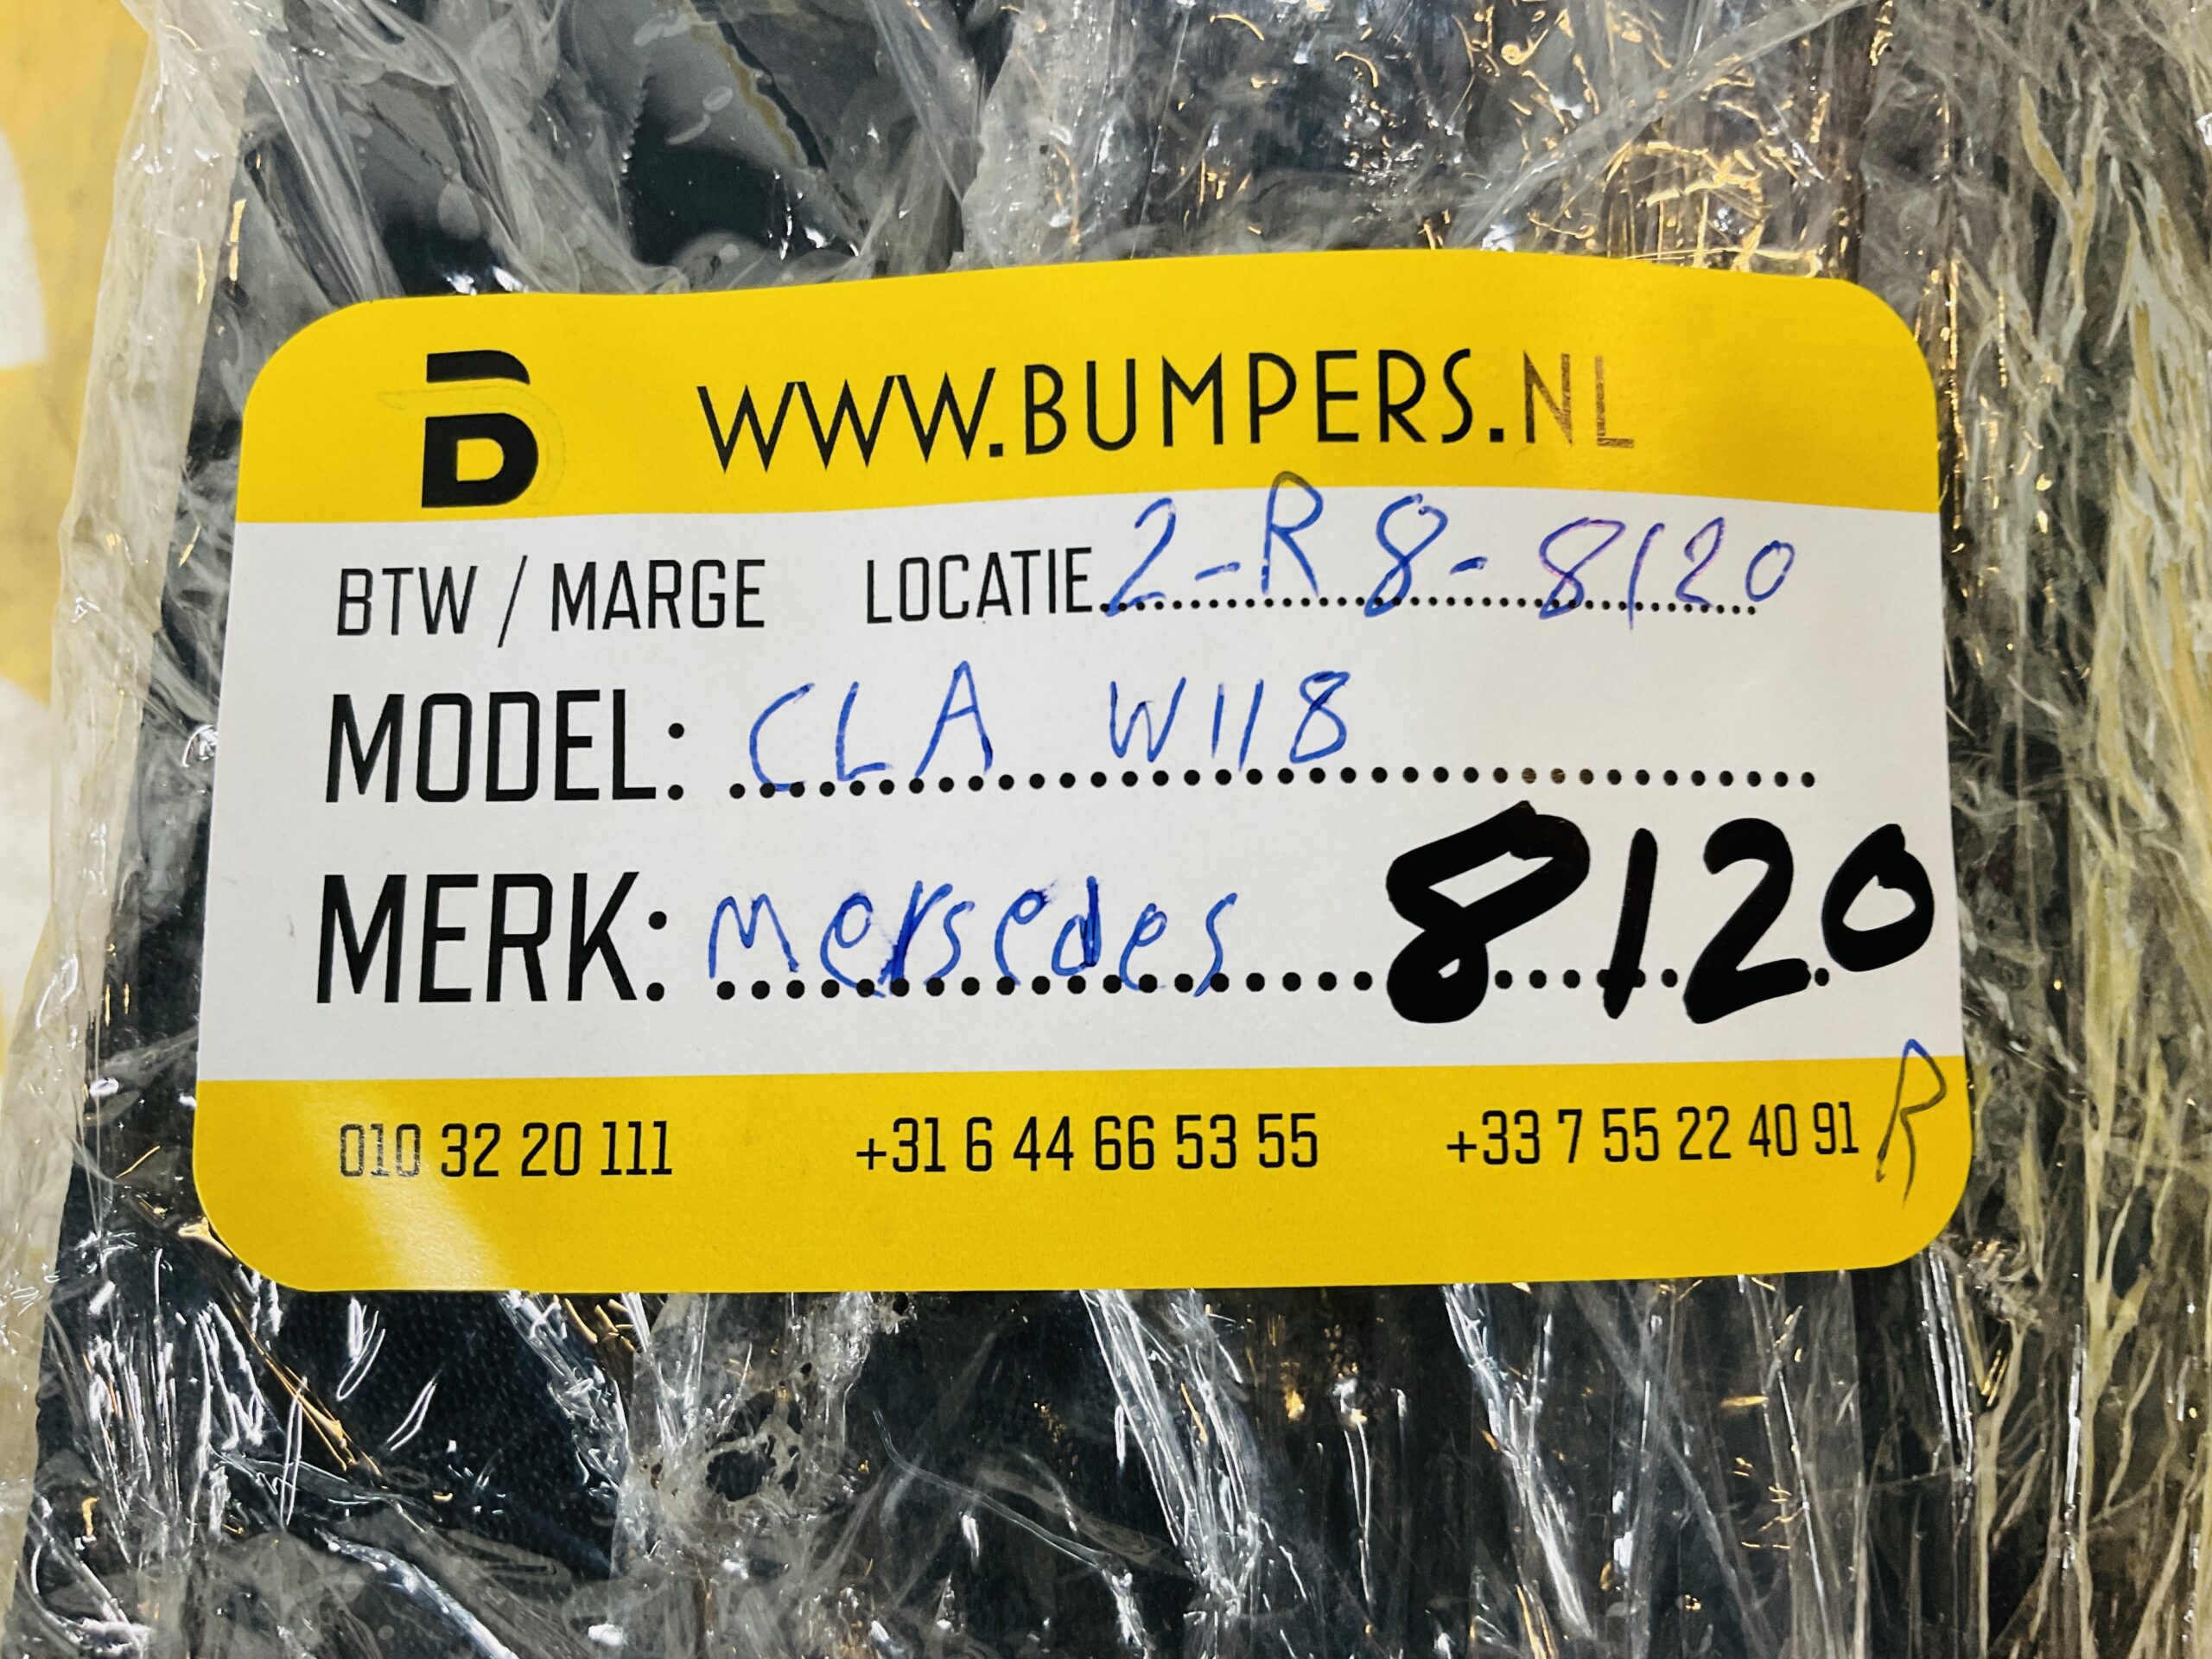 B WWW.BUMPERS.NL
BTW / MARGE LOCATIE 2-R8-8120
MODEL: CLA W118
MERK: mersedes 8120
010 32 20 111 +31 6 44 66 53 55 +33 7 55 22 40 91 R